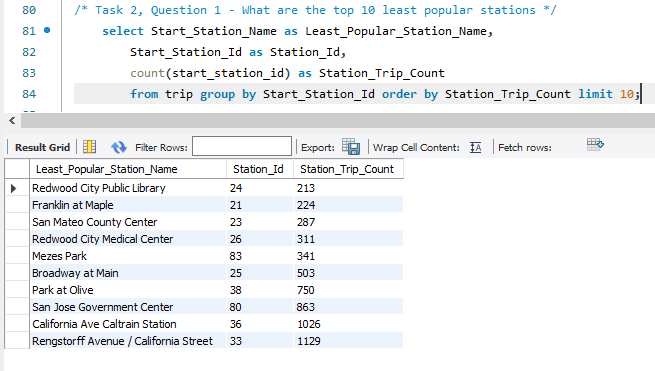 80 /* Task 2, Question 1 - What are the top 10 least popular stations */
81 select Start_Station_Name as Least_Popular_Station_Name,
82 Start_Station_Id as Station_Id,
83 count(start_station_id) as Station_Trip_Count
84 from trip group by Start_Station_Id order by Station_Trip_Count limit 10;
Result Grid Filter Rows: Export: Wrap Cell Content: Fetch rows:
Least_Popular_Station_Name Station_Id Station_Trip_Count
Redwood City Public Library 24 213
Franklin at Maple 21 224
San Mateo County Center 23 287
Redwood City Medical Center 26 311
Mezes Park 83 341
Broadway at Main 25 503
Park at Olive 38 750
San Jose Government Center 80 863
California Ave Caltrain Station 36 1026
Rengstorff Avenue / California Street 33 1129